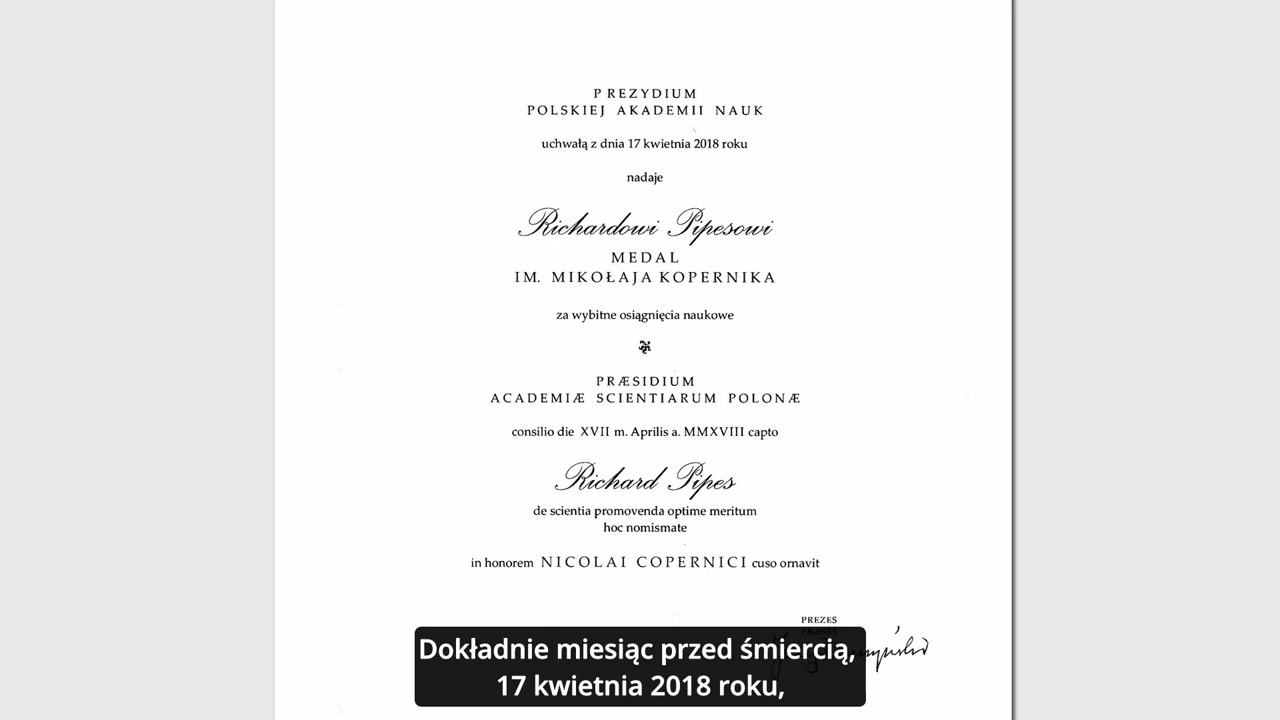 PREZYDIUM
POLSKIEJ AKADEMII NAUK
uchwałą z dnia 17 kwietnia 2018 roku
nadaje
Richardowi Pipesowi
MEDAL
IM. MIKOŁAJA KOPERNIKA
za wybitne osiągnięcia naukowe
PRÆSIDIUM
ACADEMIÆ SCIENTIARUM POLONÆ
consilio die XVII m. Aprilis a. MMXVIII capto
Richard Pipes
de scientia promovenda optime meritum
hoc nomismate
in honorem NICOLAI COPERNICI cuso ornavit
PREZES
PRÆSES
Dokładnie miesiąc przed śmiercią,
17 kwietnia 2018 roku,